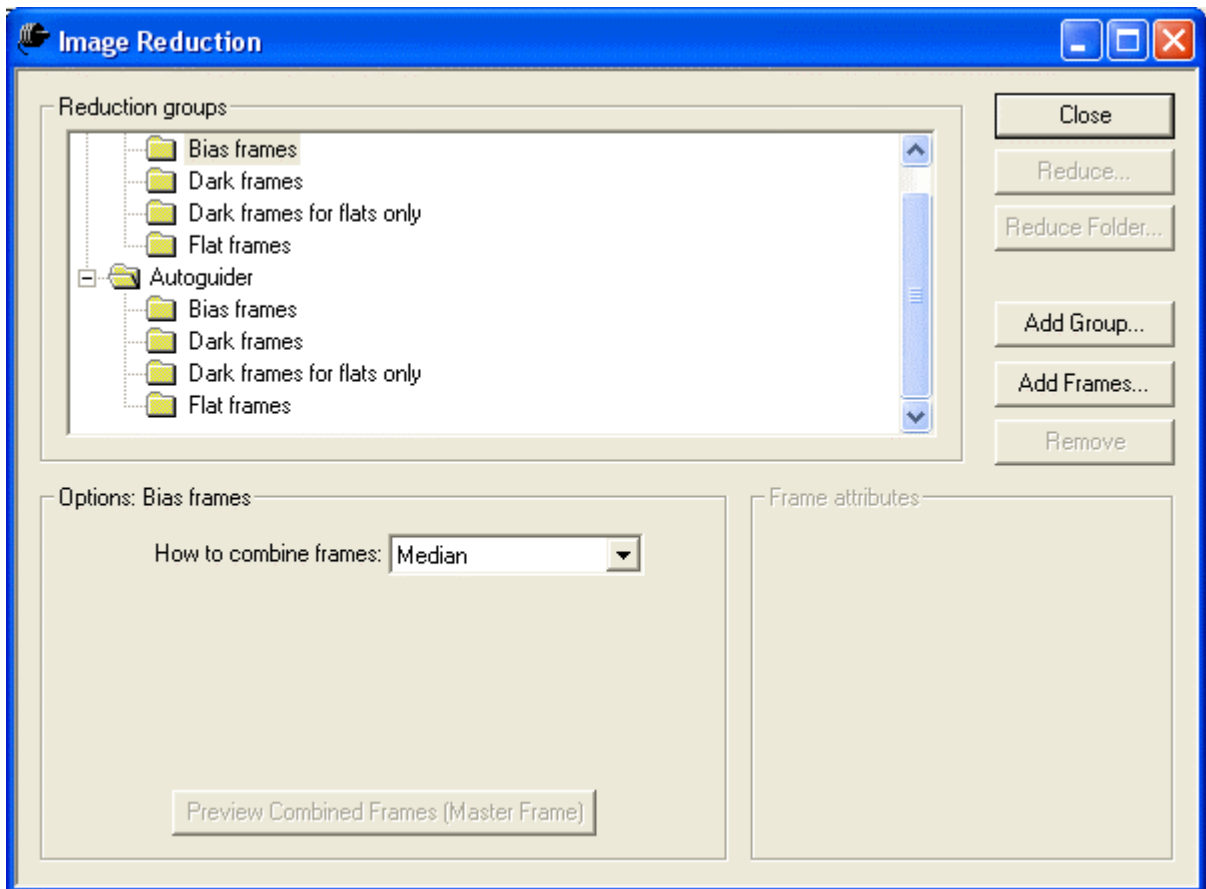 Image Reduction
Reduction groups
Bias frames
Dark frames
Dark frames for flats only
Flat frames
Autoguider
Bias frames
Dark frames
Dark frames for flats only
Flat frames
Close
Reduce...
Reduce Folder...
Add Group...
Add Frames...
Remove
Options: Bias frames
How to combine frames: Median
Preview Combined Frames (Master Frame)
Frame attributes